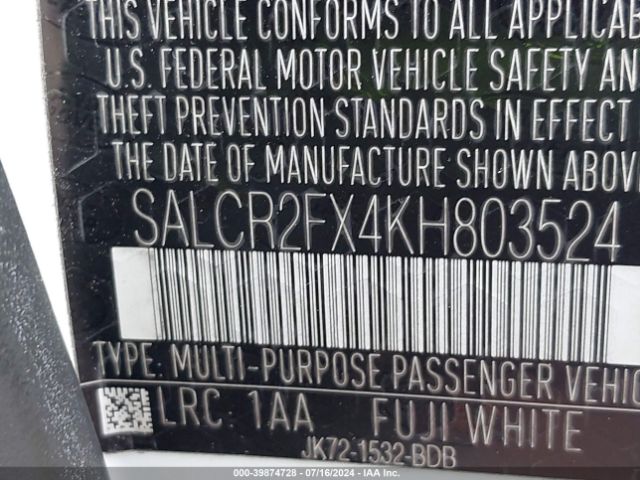 THIS VEHICLE CONFORMS TO ALL APPLICABL
U.S. FEDERAL MOTOR VEHICLE SAFETY AN
THEFT PREVENTION STANDARDS IN EFFECT
THE DATE OF MANUFACTURE SHOWN ABOVE
SALCR2FX4KH803524
TYPE: MULTI-PURPOSE PASSENGER VEHIC
LRC: 1AA FUJI WHITE
JK72-1532-BDB
000-39874728 - 07/16/2024 - IAA Inc.